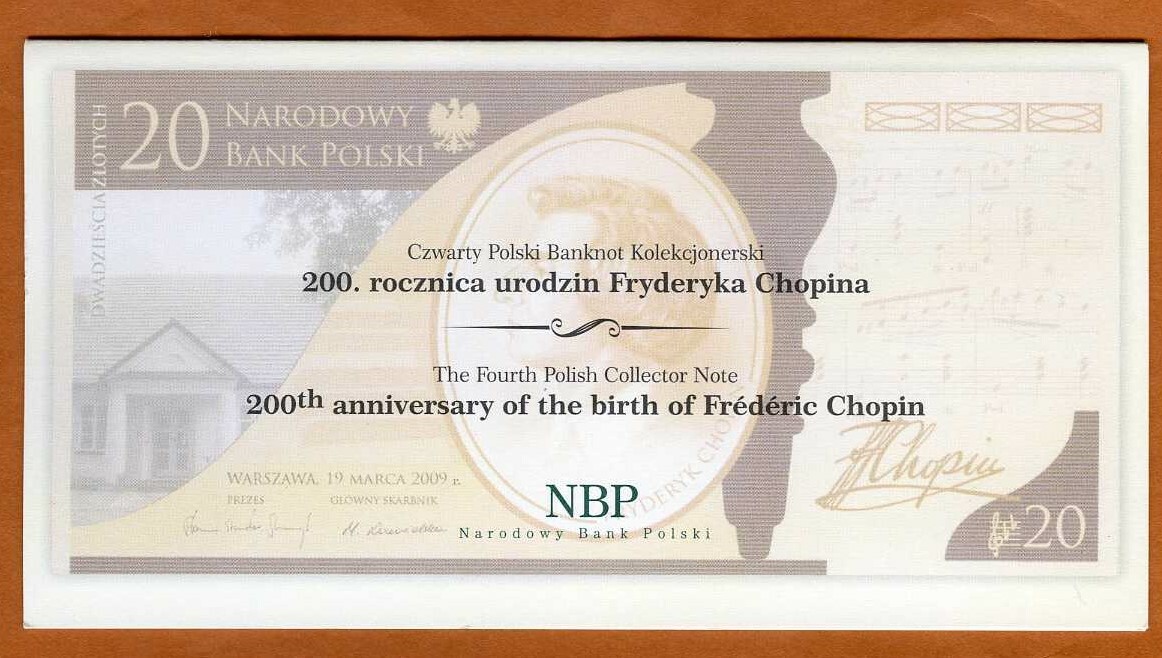 DWADZIEŚCIA ZŁOTYCH
20
NARODOWY
BANK POLSKI
Czwarty Polski Banknot Kolekcjonerski
200. rocznica urodzin Fryderyka Chopina
The Fourth Polish Collector Note
200th anniversary of the birth of Frédéric Chopin
FRYDERYK CHOPIN
WARSZAWA, 19 MARCA 2009 r.
PREZES GŁÓWNY SKARBNIK
NBP
Narodowy Bank Polski
Chopin
20